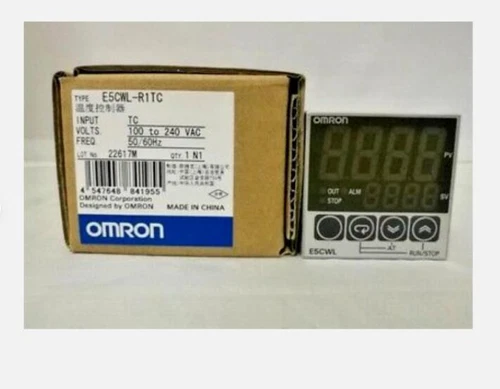 TYPE E5CWL-R1TC
温度控制器
INPUT TC
VOLTS. 100 to 240 VAC
FREQ 50/60Hz
LOT No. 22617M QTY. 1 N1
4 547648 841955
OMRON Corporation
Designed by OMRON MADE IN CHINA
OMRON
OMRON
PV
OUT ALM
STOP
SV
E5CWL AT RUN/STOP